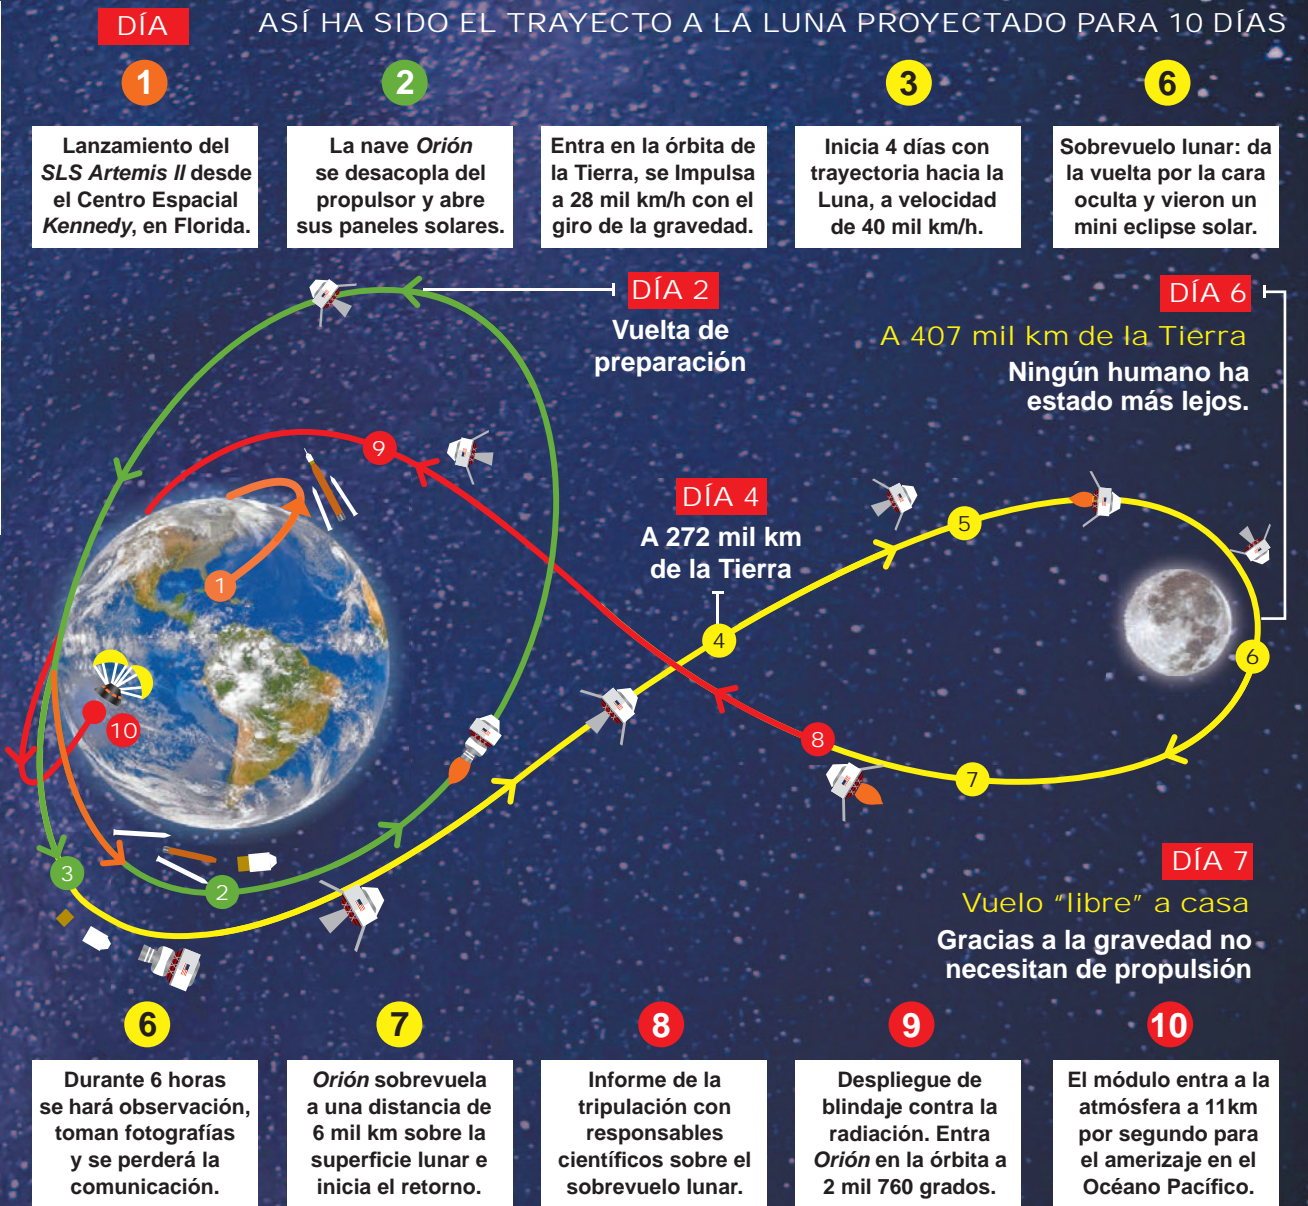 DÍA
ASÍ HA SIDO EL TRAYECTO A LA LUNA PROYECTADO PARA 10 DÍAS
1
Lanzamiento del
SLS Artemis II desde
el Centro Espacial
Kennedy, en Florida.
2
La nave Orión
se desacopla del
propulsor y abre
sus paneles solares.
Entra en la órbita de
la Tierra, se Impulsa
a 28 mil km/h con el
giro de la gravedad.
3
Inicia 4 días con
trayectoria hacia la
Luna, a velocidad
de 40 mil km/h.
6
Sobrevuelo lunar: da
la vuelta por la cara
oculta y vieron un
mini eclipse solar.
DÍA 2
Vuelta de
preparación
DÍA 6
A 407 mil km de la Tierra
Ningún humano ha
estado más lejos.
DÍA 4
A 272 mil km
de la Tierra
9
5
1
4
6
10
8
7
3
2
DÍA 7
Vuelo "libre" a casa
Gracias a la gravedad no
necesitan de propulsión
6
Durante 6 horas
se hará observación,
toman fotografías
y se perderá la
comunicación.
7
Orión sobrevuela
a una distancia de
6 mil km sobre la
superficie lunar e
inicia el retorno.
8
Informe de la
tripulación con
responsables
científicos sobre el
sobrevuelo lunar.
9
Despliegue de
blindaje contra la
radiación. Entra
Orión en la órbita a
2 mil 760 grados.
10
El módulo entra a la
atmósfera a 11km
por segundo para
el amerizaje en el
Océano Pacífico.